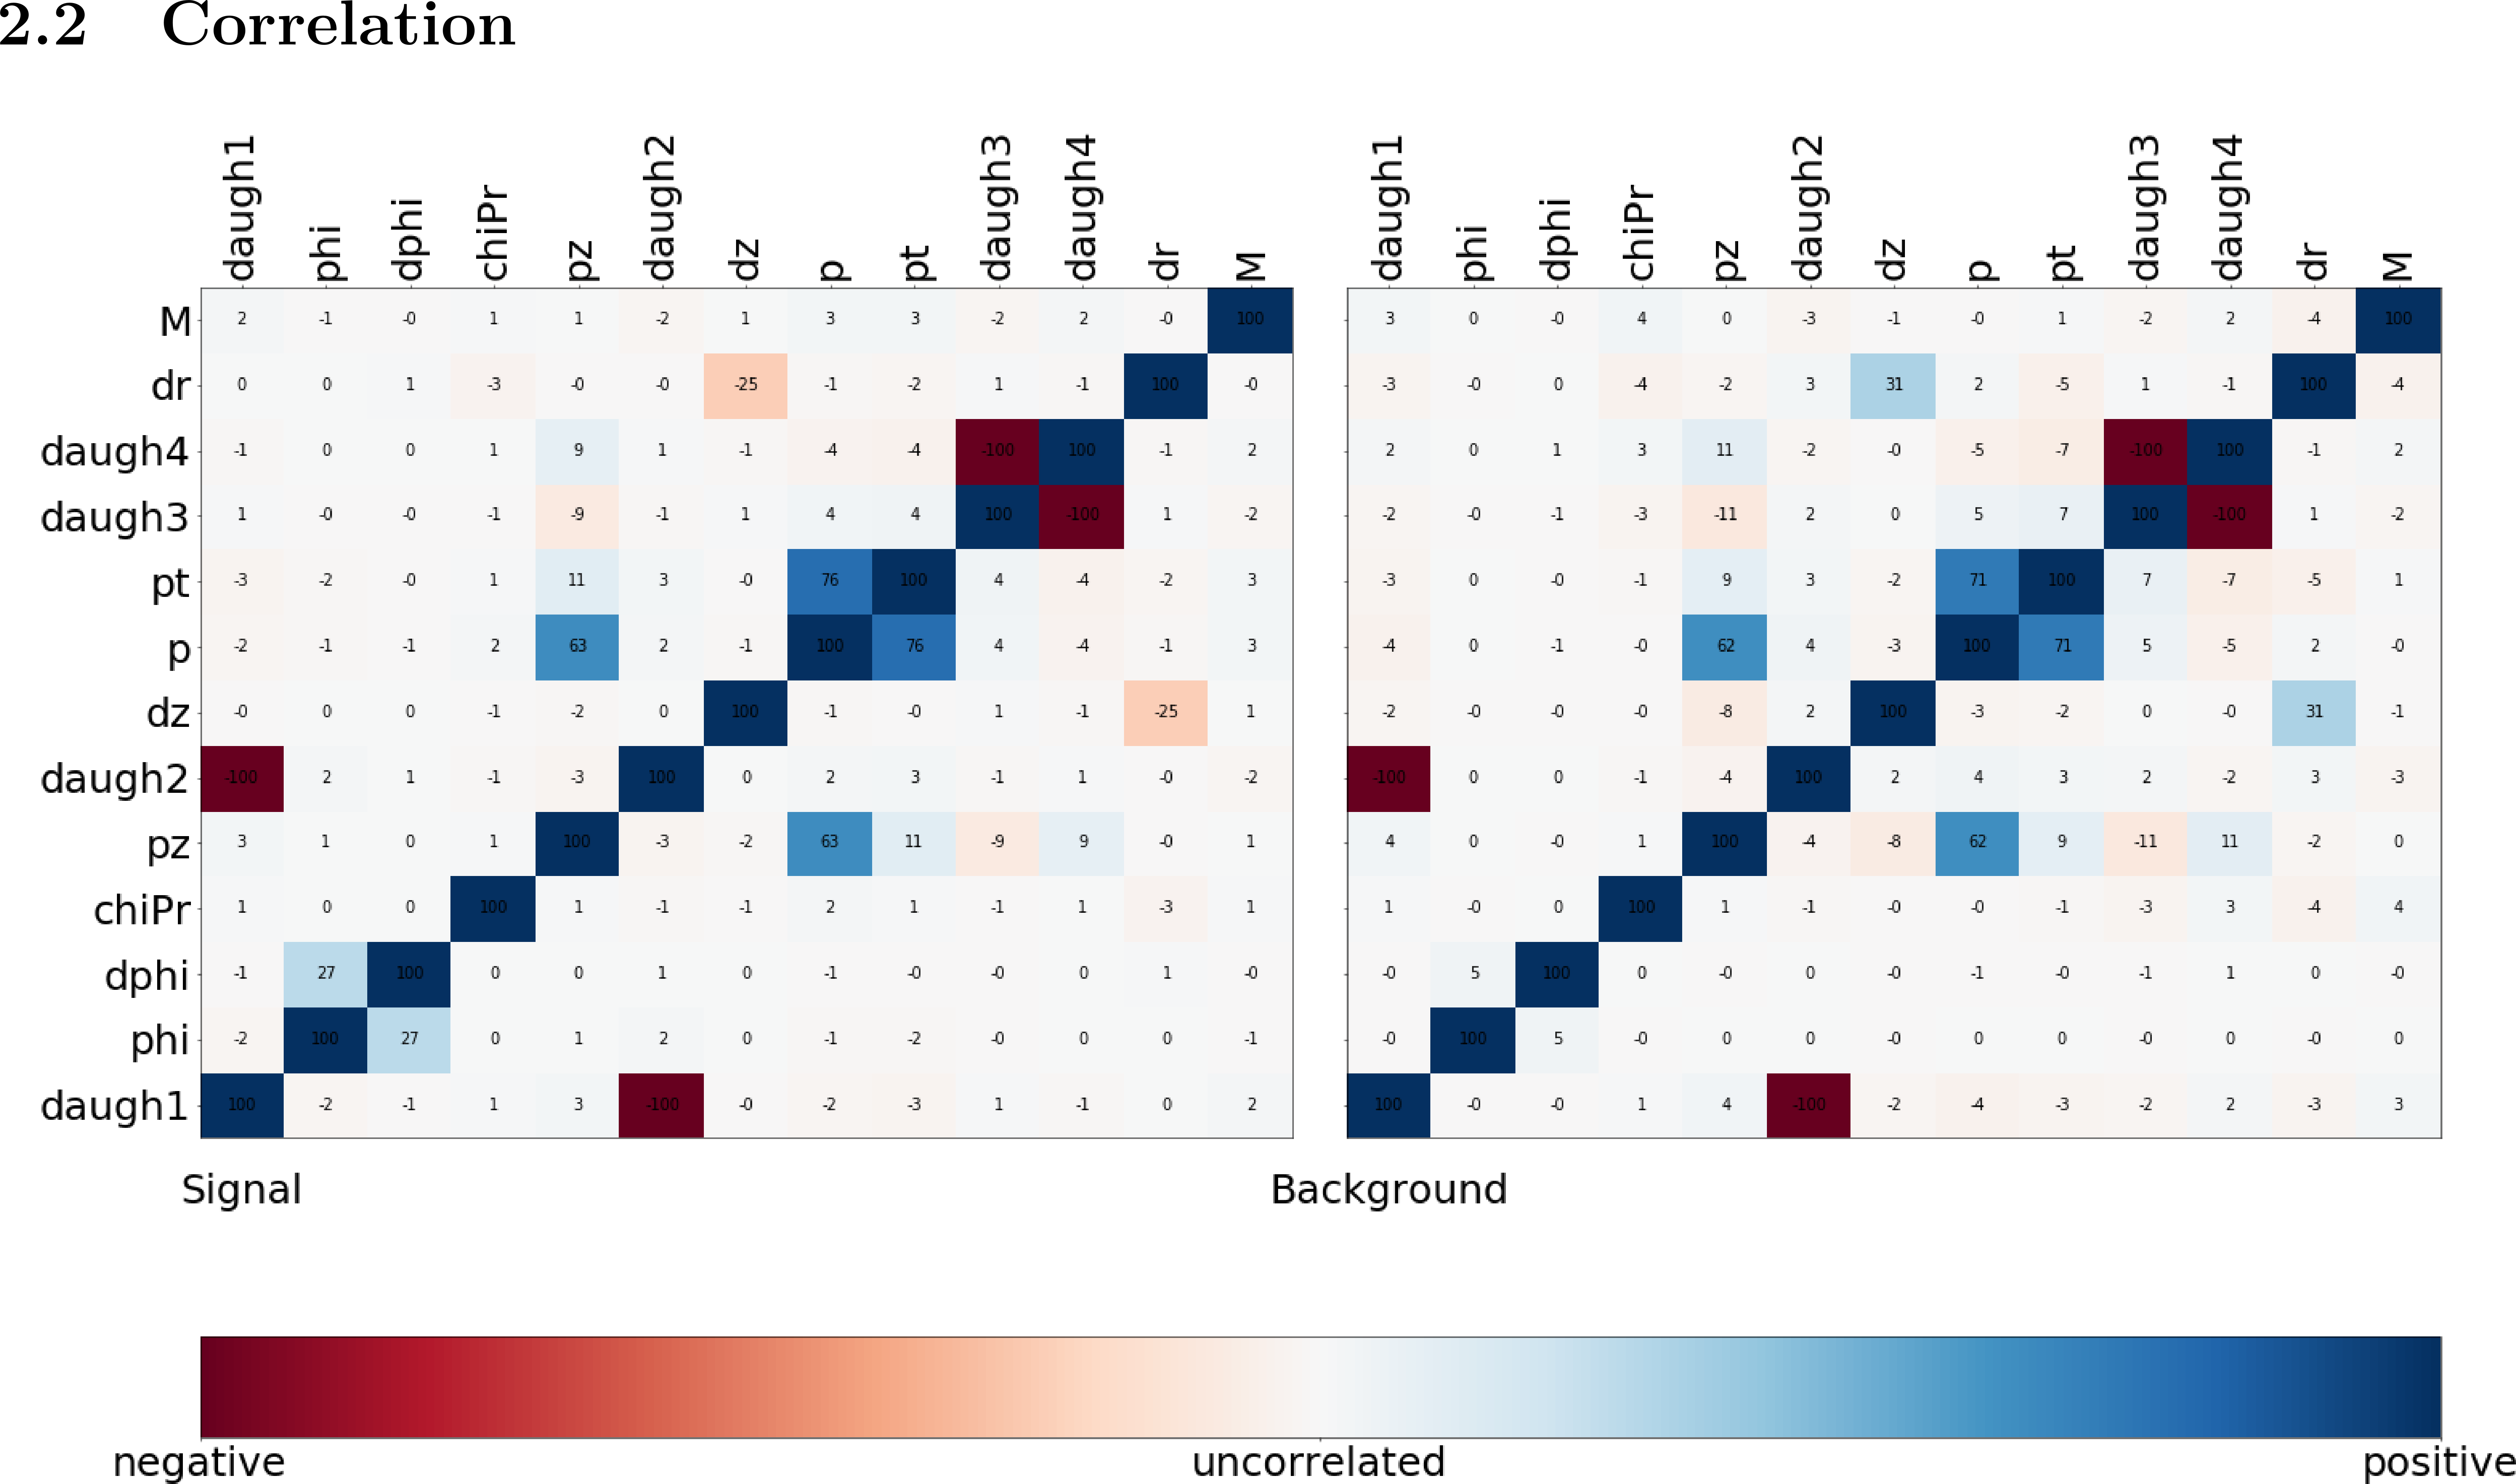 2.2 Correlation
daugh1 phi dphi chiPr pz daugh2 dz p pt daugh3 daugh4 dr M daugh1 phi dphi chiPr pz daugh2 dz p pt daugh3 daugh4 dr M
M 2 -1 -0 1 1 -2 1 3 3 -2 2 -0 100 3 0 -0 4 0 -3 -1 -0 1 -2 2 -4 100
dr 0 0 1 -3 -0 -0 -25 -1 -2 1 -1 100 -0 -3 -0 0 -4 -2 3 31 2 -5 1 -1 100 -4
daugh4 -1 0 0 1 9 1 -1 -4 -4 -100 100 -1 2 2 0 1 3 11 -2 -0 -5 -7 -100 100 -1 2
daugh3 1 -0 -0 -1 -9 -1 1 4 4 100 -100 1 -2 -2 -0 -1 -3 -11 2 0 5 7 100 -100 1 -2
pt -3 -2 -0 1 11 3 -0 76 100 4 -4 -2 3 -3 0 -0 -1 9 3 -2 71 100 7 -7 -5 1
p -2 -1 -1 2 63 2 -1 100 76 4 -4 -1 3 -4 0 -1 -0 62 4 -3 100 71 5 -5 2 -0
dz -0 0 0 -1 -2 0 100 -1 -0 1 -1 -25 1 -2 -0 -0 -0 -8 2 100 -3 -2 0 -0 31 -1
daugh2 -100 2 1 -1 -3 100 0 2 3 -1 1 -0 -2 -100 0 0 -1 -4 100 2 4 3 2 -2 3 -3
pz 3 1 0 1 100 -3 -2 63 11 -9 9 -0 1 4 0 -0 1 100 -4 -8 62 9 -11 11 -2 0
chiPr 1 0 0 100 1 -1 -1 2 1 -1 1 -3 1 1 -0 0 100 1 -1 -0 -0 -1 -3 3 -4 4
dphi -1 27 100 0 0 1 0 -1 -0 -0 0 1 -0 -0 5 100 0 -0 0 -0 -1 -0 -1 1 0 -0
phi -2 100 27 0 1 2 0 -1 -2 -0 0 0 -1 -0 100 5 -0 0 0 -0 0 0 -0 0 -0 0
daugh1 100 -2 -1 1 3 -100 -0 -2 -3 1 -1 0 2 100 -0 -0 1 4 -100 -2 -4 -3 -2 2 -3 3
Signal Background
negative uncorrelated positive